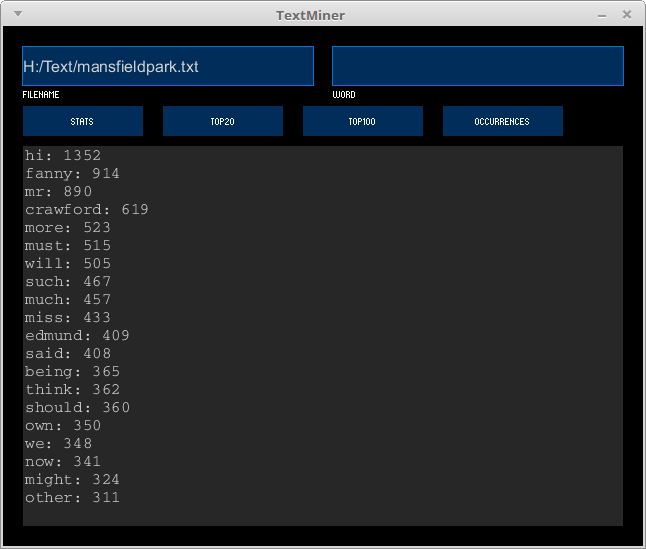 TextMiner
H:/Text/mansfieldpark.txt
FILENAME
WORD
STATS
TOP20
TOP100
OCCURRENCES
hi: 1352
fanny: 914
mr: 890
crawford: 619
more: 523
must: 515
will: 505
such: 467
much: 457
miss: 433
edmund: 409
said: 408
being: 365
think: 362
should: 360
own: 350
we: 348
now: 341
might: 324
other: 311